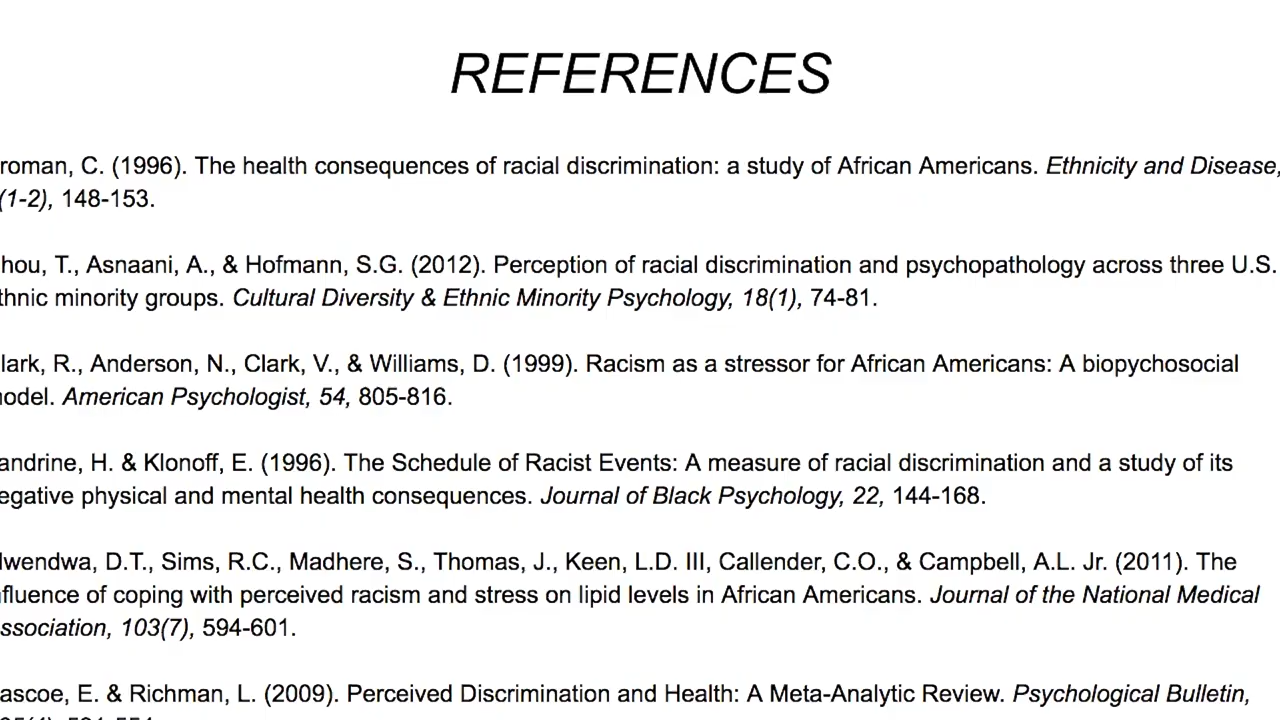 REFERENCES
roman, C. (1996). The health consequences of racial discrimination: a study of African Americans. Ethnicity and Disease,
(1-2), 148-153.
hou, T., Asnaani, A., & Hofmann, S.G. (2012). Perception of racial discrimination and psychopathology across three U.S.
thnic minority groups. Cultural Diversity & Ethnic Minority Psychology, 18(1), 74-81.
lark, R., Anderson, N., Clark, V., & Williams, D. (1999). Racism as a stressor for African Americans: A biopychosocial
odel. American Psychologist, 54, 805-816.
andrine, H. & Klonoff, E. (1996). The Schedule of Racist Events: A measure of racial discrimination and a study of its
egative physical and mental health consequences. Journal of Black Psychology, 22, 144-168.
wendwa, D.T., Sims, R.C., Madhere, S., Thomas, J., Keen, L.D. III, Callender, C.O., & Campbell, A.L. Jr. (2011). The
fluence of coping with perceived racism and stress on lipid levels in African Americans. Journal of the National Medical
ssociation, 103(7), 594-601.
ascoe, E. & Richman, L. (2009). Perceived Discrimination and Health: A Meta-Analytic Review. Psychological Bulletin,